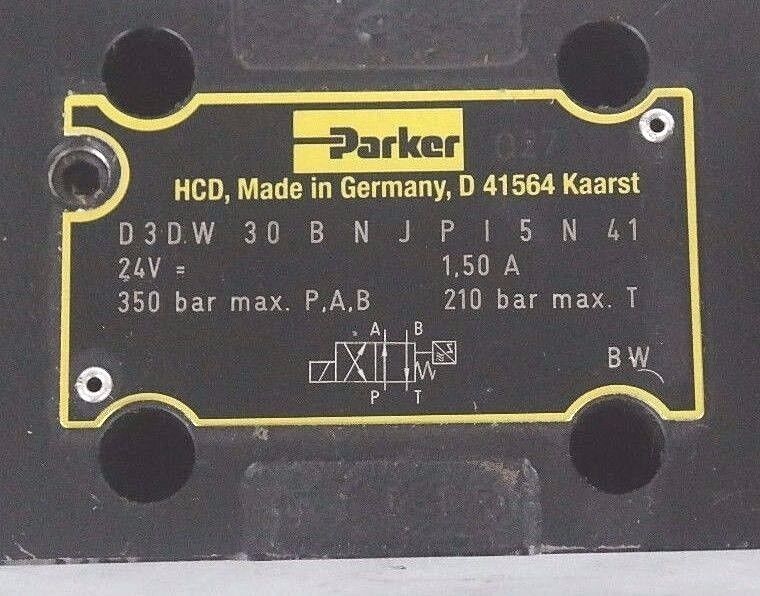 Parker
HCD, Made in Germany, D 41564 Kaarst
D3DW 30 B N J P I 5 N 41
24V = 1,50 A
350 bar max. P,A,B 210 bar max. T
A B
P T
BW